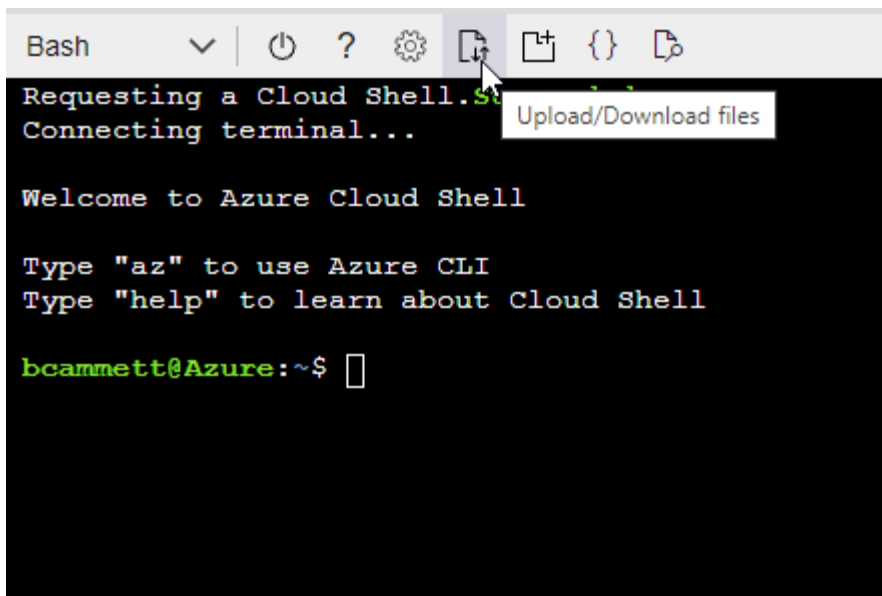 Bash ? { }
Requesting a Cloud Shell.
Upload/Download files
Connecting terminal...
Welcome to Azure Cloud Shell
Type "az" to use Azure CLI
Type "help" to learn about Cloud Shell
bcammett@Azure:~$